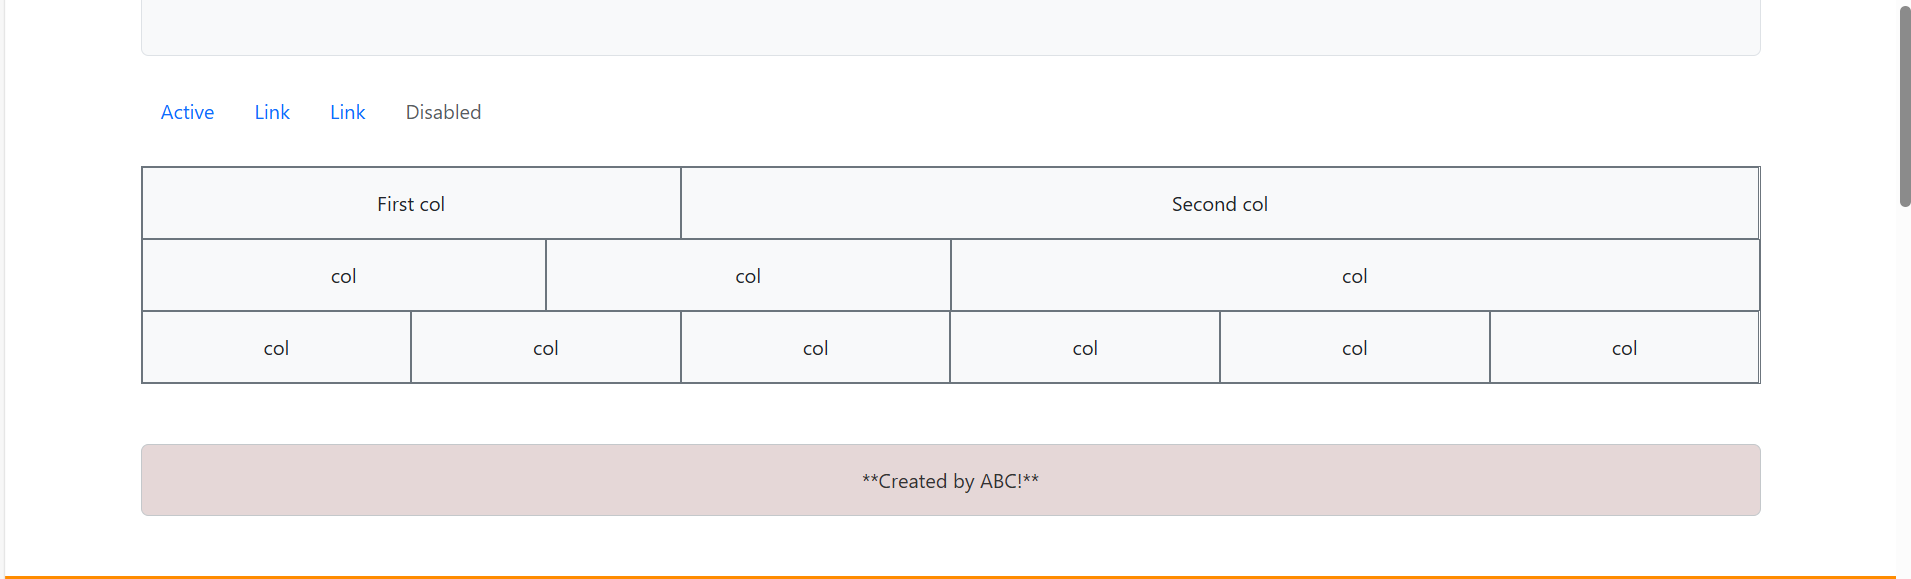 Active Link Link Disabled
First col Second col
col col col
col col col col col col
**Created by ABC!**